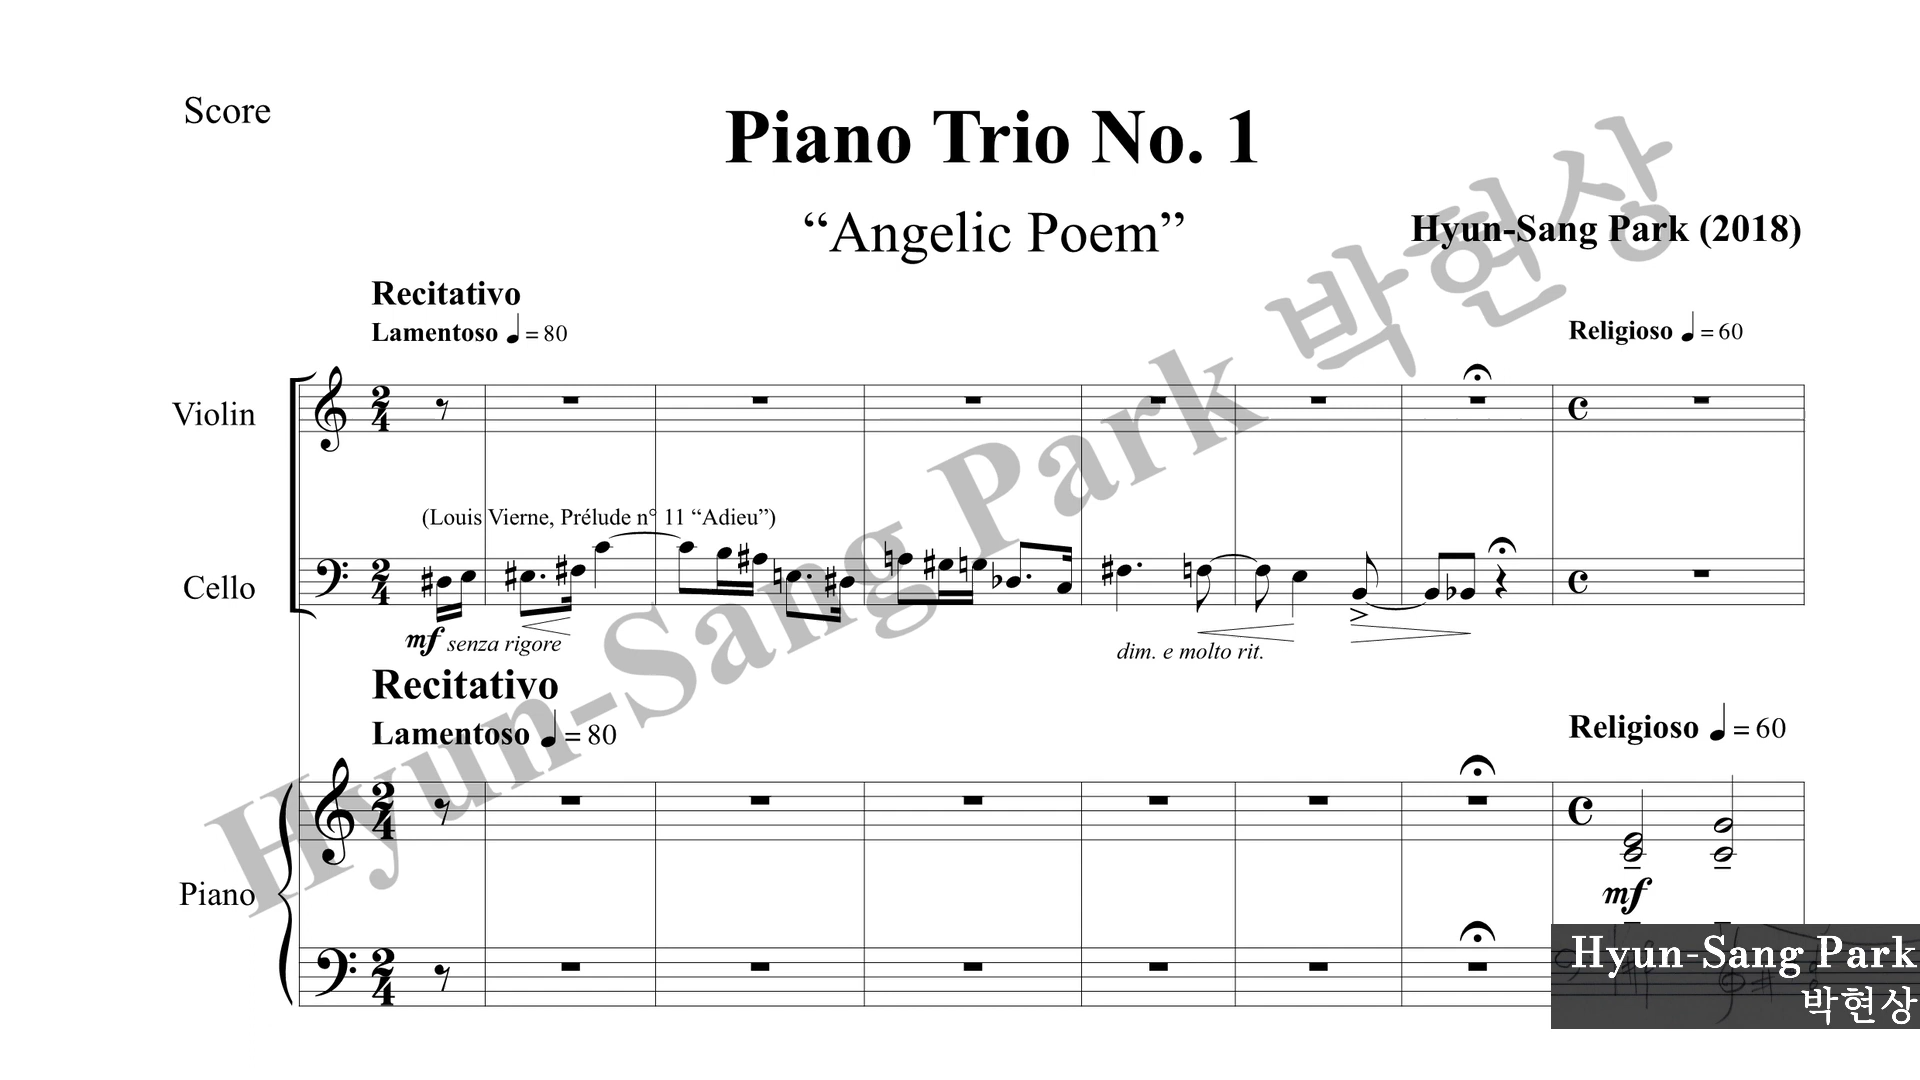 Score
Piano Trio No. 1
“Angelic Poem”
Hyun-Sang Park (2018)
Recitativo
Lamentoso ♩ = 80
Religioso ♩ = 60
Violin
(Louis Vierne, Prélude n° 11 “Adieu”)
Cello
mf senza rigore
dim. e molto rit.
Recitativo
Lamentoso ♩ = 80
Religioso ♩ = 60
Piano
mf
Hyun-Sang Park 박현상
Hyun-Sang Park
박현상